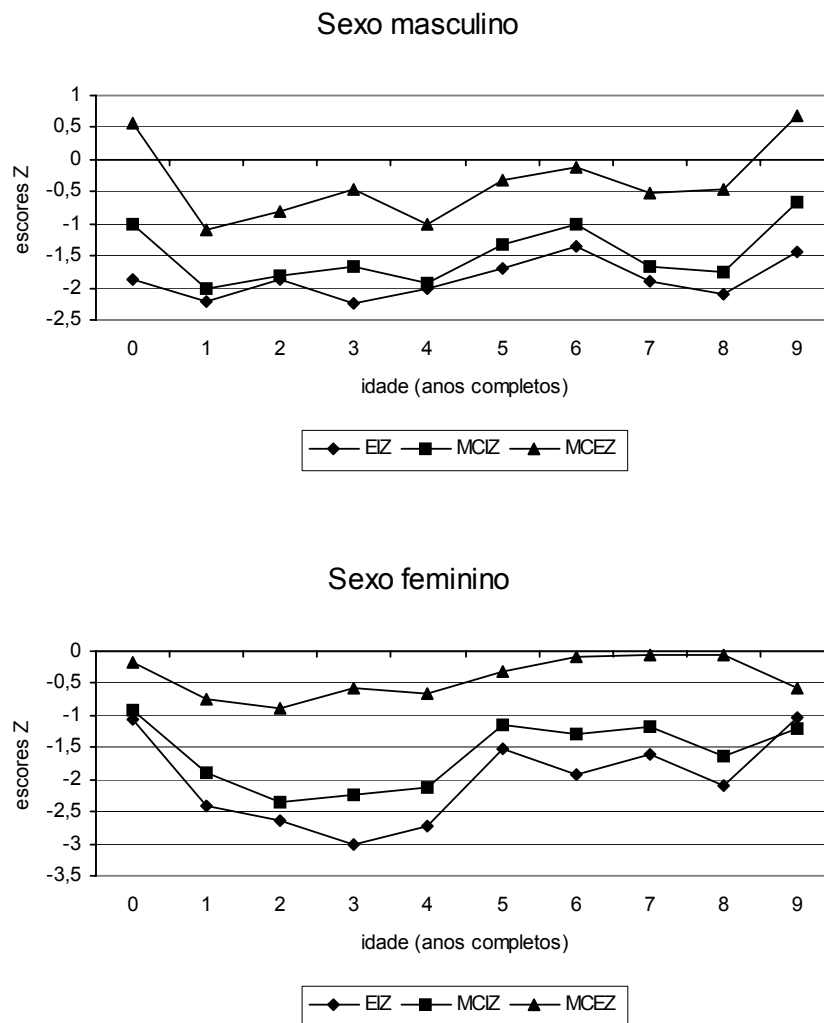 Sexo masculino
1
0,5
0
-0,5
-1
-1,5
-2
-2,5
escores Z
0 1 2 3 4 5 6 7 8 9
idade (anos completos)
EIZ MCIZ MCEZ
Sexo feminino
0
-0,5
-1
-1,5
-2
-2,5
-3
-3,5
escores Z
0 1 2 3 4 5 6 7 8 9
idade (anos completos)
EIZ MCIZ MCEZ